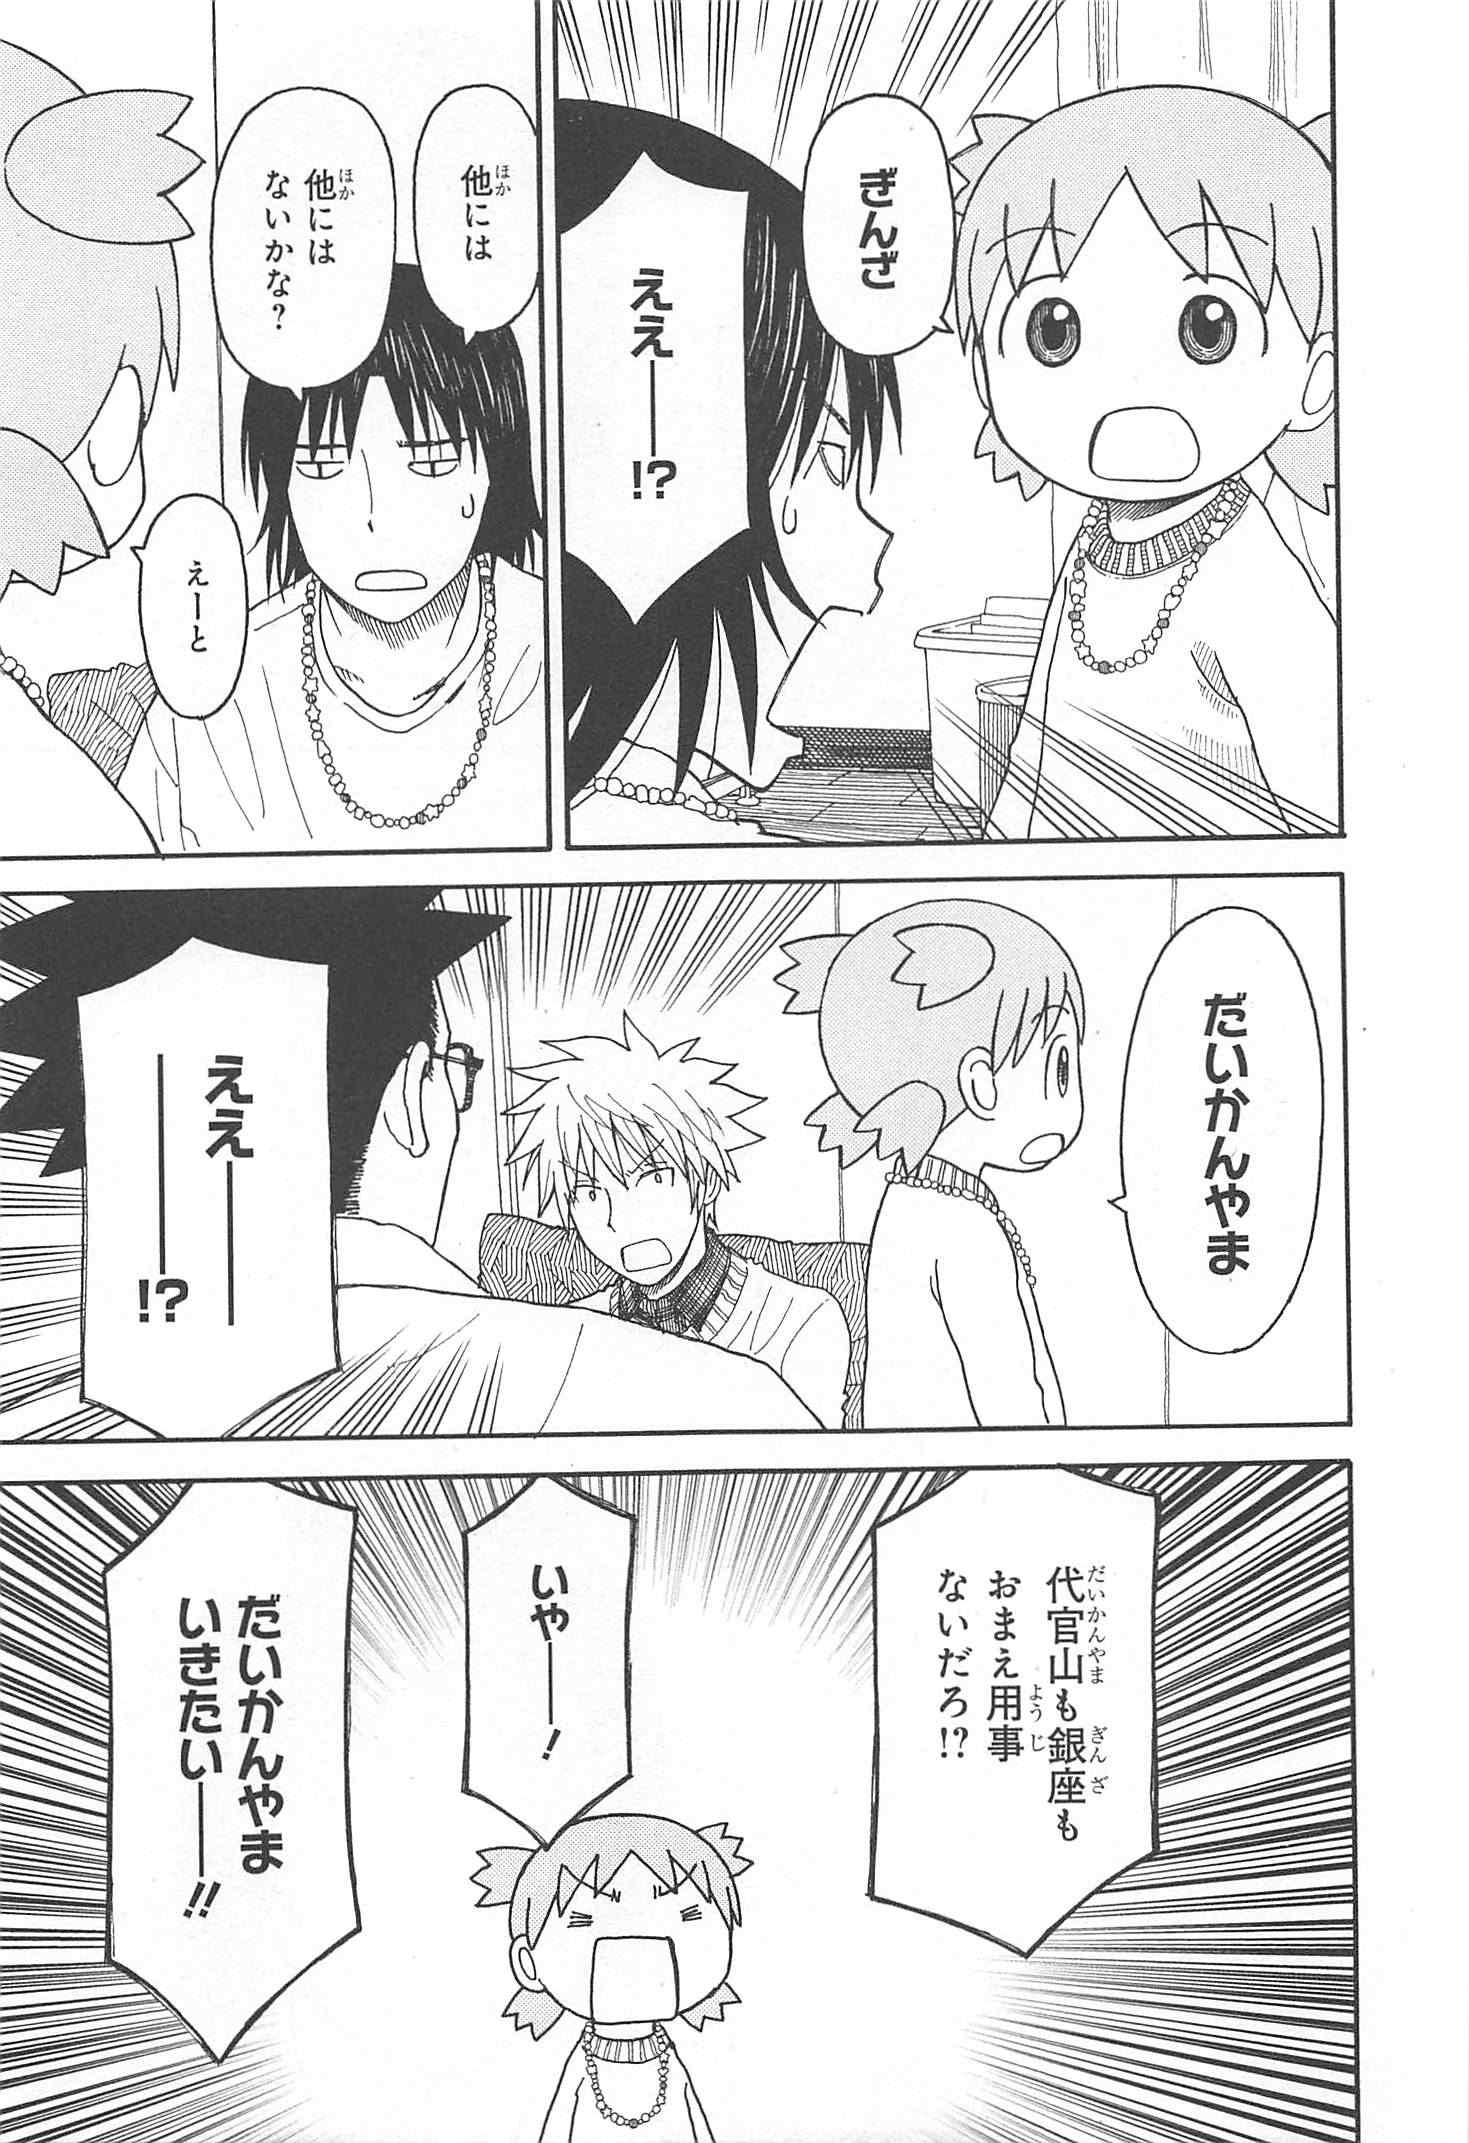 ぎんざ
ええ━━!?
他には
他には
ないかな?
えーと
だいかんやま
ええ━━
━━!?
代官山も銀座も
おまえ用事
ないだろ!?
いや━━!
だいかんやま
いきたい━━!!